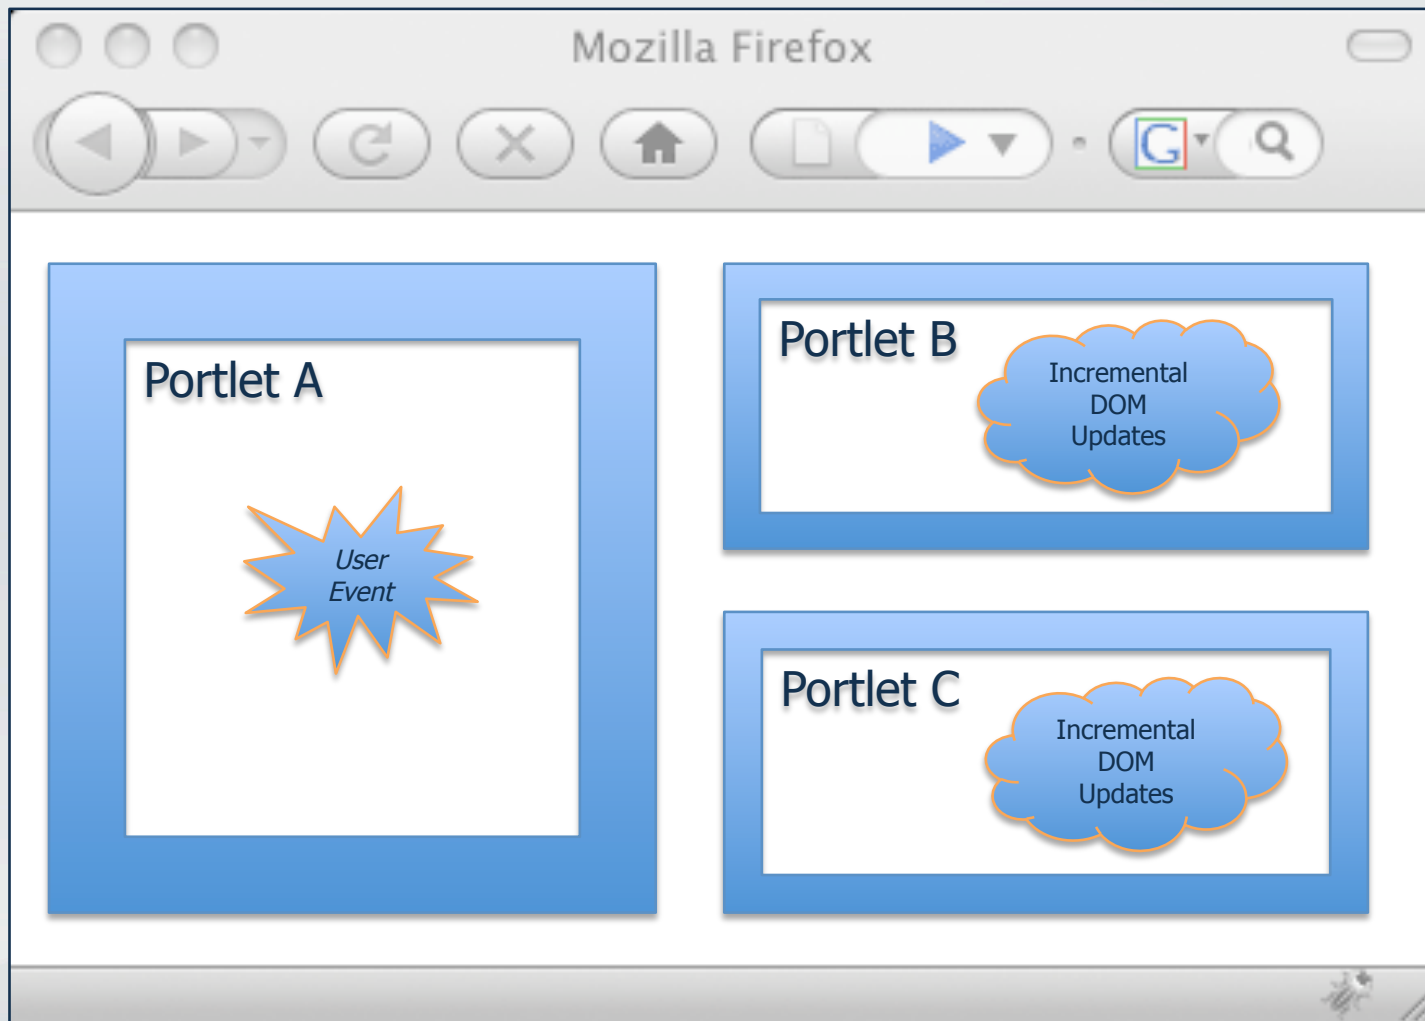 Mozilla Firefox
G
Portlet A
User
Event
Portlet B
Incremental
DOM
Updates
Portlet C
Incremental
DOM
Updates